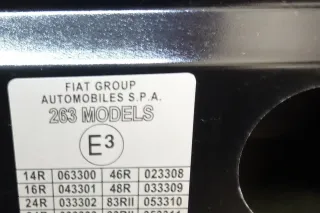 FIAT GROUP
AUTOMOBILES S.P.A.
263 MODELS
E3
14R 063300 46R 023308
16R 043301 48R 033309
24R 033302 83RII 053310